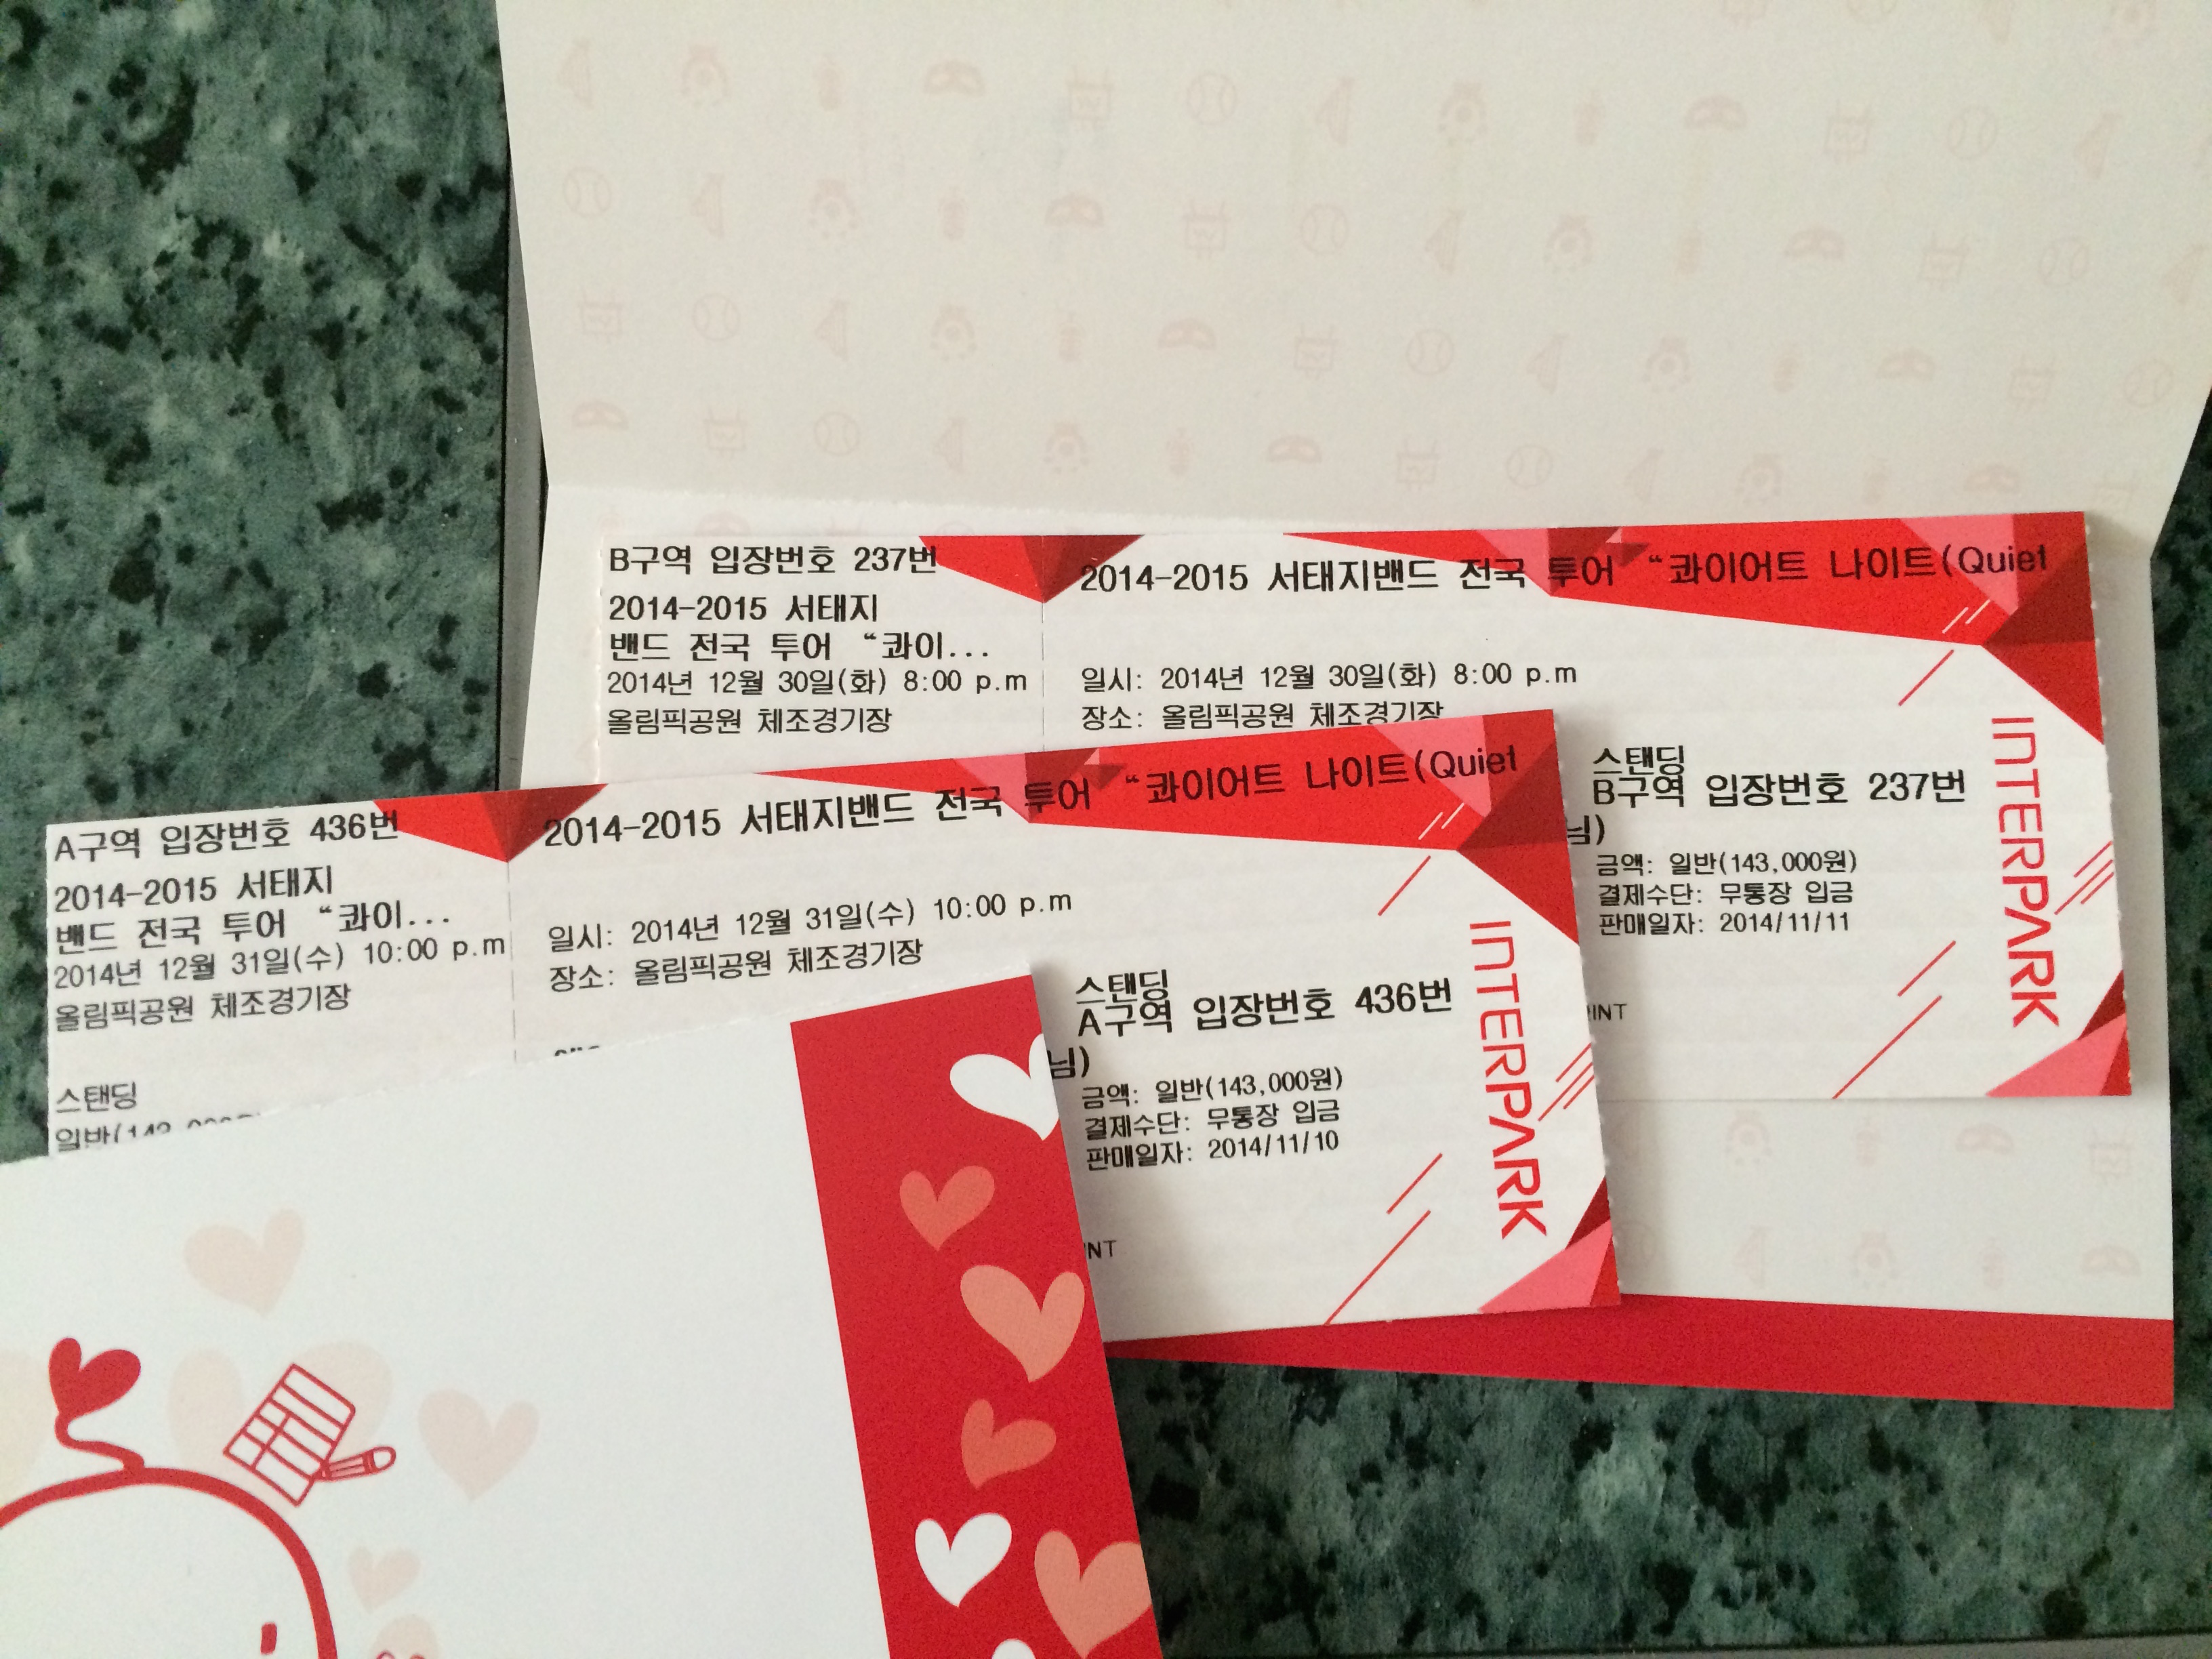 B구역 입장번호 237번
2014-2015 서태지
밴드 전국 투어 “콰이...
2014년 12월 30일(화) 8:00 p.m
올림픽공원 체조경기장
2014-2015 서태지밴드 전국 투어 “콰이어트 나이트(Quiet
일시: 2014년 12월 30일(화) 8:00 p.m
장소: 올림픽공원 체조경기장
스탠딩
B구역 입장번호 237번
님)
금액: 일반(143,000원)
결제수단: 무통장 입금
판매일자: 2014/11/11
INT
INTERPARK
A구역 입장번호 436번
2014-2015 서태지
밴드 전국 투어 “콰이...
2014년 12월 31일(수) 10:00 p.m
올림픽공원 체조경기장
스탠딩
일반(143,000
2014-2015 서태지밴드 전국 투어 “콰이어트 나이트(Quiet
일시: 2014년 12월 31일(수) 10:00 p.m
장소: 올림픽공원 체조경기장
스탠딩
A구역 입장번호 436번
님)
금액: 일반(143,000원)
결제수단: 무통장 입금
판매일자: 2014/11/10
NT
INTERPARK